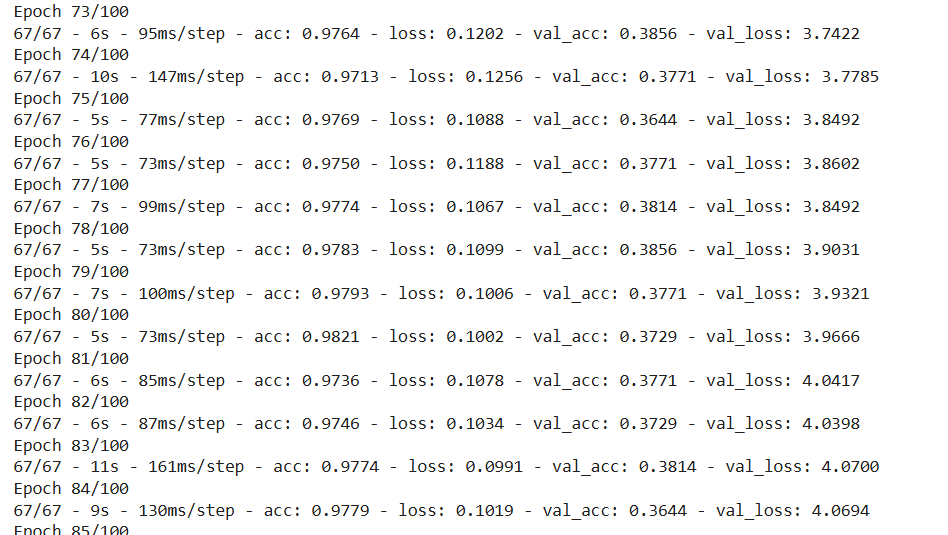 Epoch 73/100
67/67 - 6s - 95ms/step - acc: 0.9764 - loss: 0.1202 - val_acc: 0.3856 - val_loss: 3.7422
Epoch 74/100
67/67 - 10s - 147ms/step - acc: 0.9713 - loss: 0.1256 - val_acc: 0.3771 - val_loss: 3.7785
Epoch 75/100
67/67 - 5s - 77ms/step - acc: 0.9769 - loss: 0.1088 - val_acc: 0.3644 - val_loss: 3.8492
Epoch 76/100
67/67 - 5s - 73ms/step - acc: 0.9750 - loss: 0.1188 - val_acc: 0.3771 - val_loss: 3.8602
Epoch 77/100
67/67 - 7s - 99ms/step - acc: 0.9774 - loss: 0.1067 - val_acc: 0.3814 - val_loss: 3.8492
Epoch 78/100
67/67 - 5s - 73ms/step - acc: 0.9783 - loss: 0.1099 - val_acc: 0.3856 - val_loss: 3.9031
Epoch 79/100
67/67 - 7s - 100ms/step - acc: 0.9793 - loss: 0.1006 - val_acc: 0.3771 - val_loss: 3.9321
Epoch 80/100
67/67 - 5s - 73ms/step - acc: 0.9821 - loss: 0.1002 - val_acc: 0.3729 - val_loss: 3.9666
Epoch 81/100
67/67 - 6s - 85ms/step - acc: 0.9736 - loss: 0.1078 - val_acc: 0.3771 - val_loss: 4.0417
Epoch 82/100
67/67 - 6s - 87ms/step - acc: 0.9746 - loss: 0.1034 - val_acc: 0.3729 - val_loss: 4.0398
Epoch 83/100
67/67 - 11s - 161ms/step - acc: 0.9774 - loss: 0.0991 - val_acc: 0.3814 - val_loss: 4.0700
Epoch 84/100
67/67 - 9s - 130ms/step - acc: 0.9779 - loss: 0.1019 - val_acc: 0.3644 - val_loss: 4.0694
Epoch 85/100